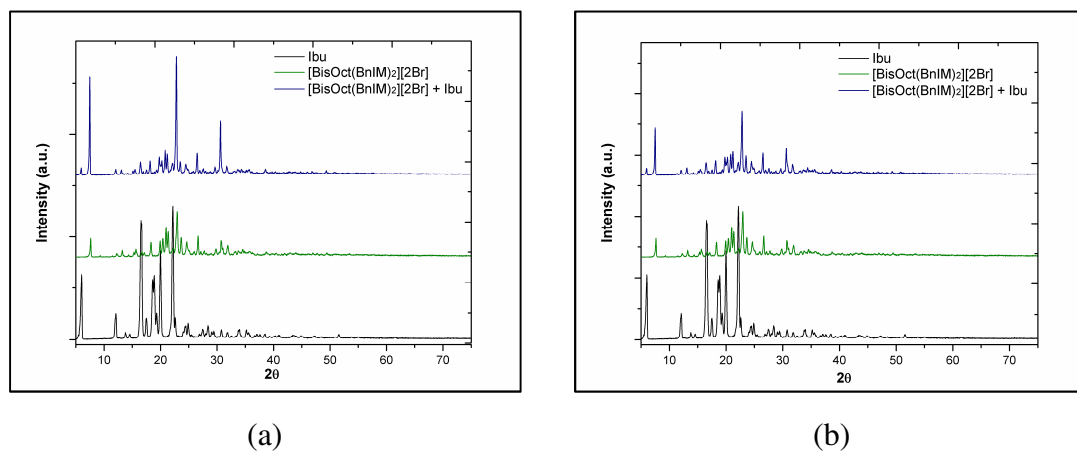 Ibu
[BisOct(BnIM)₂][2Br]
[BisOct(BnIM)₂][2Br] + Ibu
Intensity (a.u.)
10 20 30 40 50 60 70
2θ
(a)
Ibu
[BisOct(BnIM)₂][2Br]
[BisOct(BnIM)₂][2Br] + Ibu
Intensity (a.u.)
10 20 30 40 50 60 70
2θ
(b)